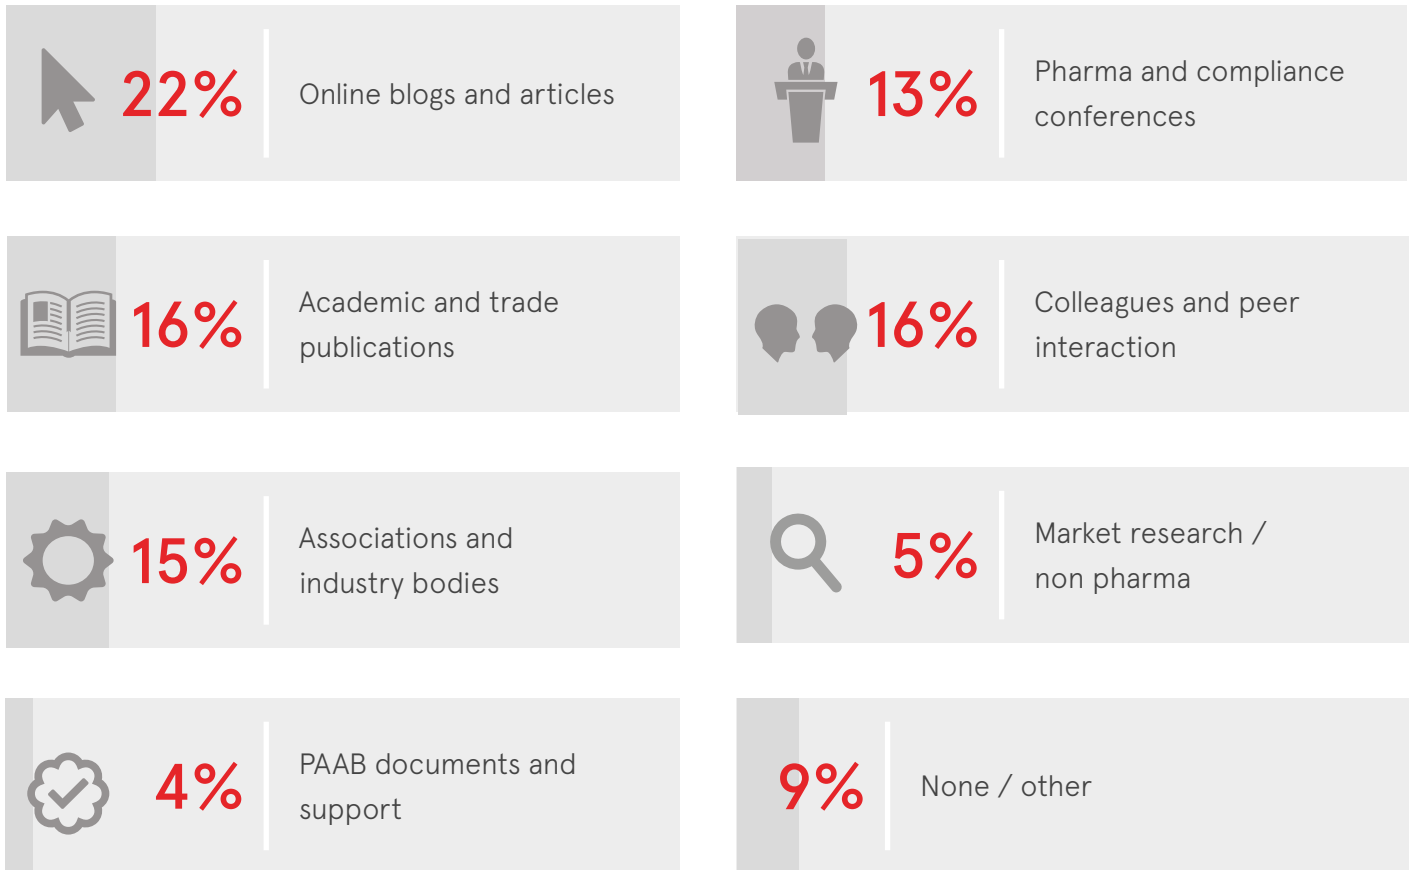 22%
Online blogs and articles
13%
Pharma and compliance
conferences
16%
Academic and trade
publications
16%
Colleagues and peer
interaction
15%
Associations and
industry bodies
5%
Market research /
non pharma
4%
PAAB documents and
support
9%
None / other